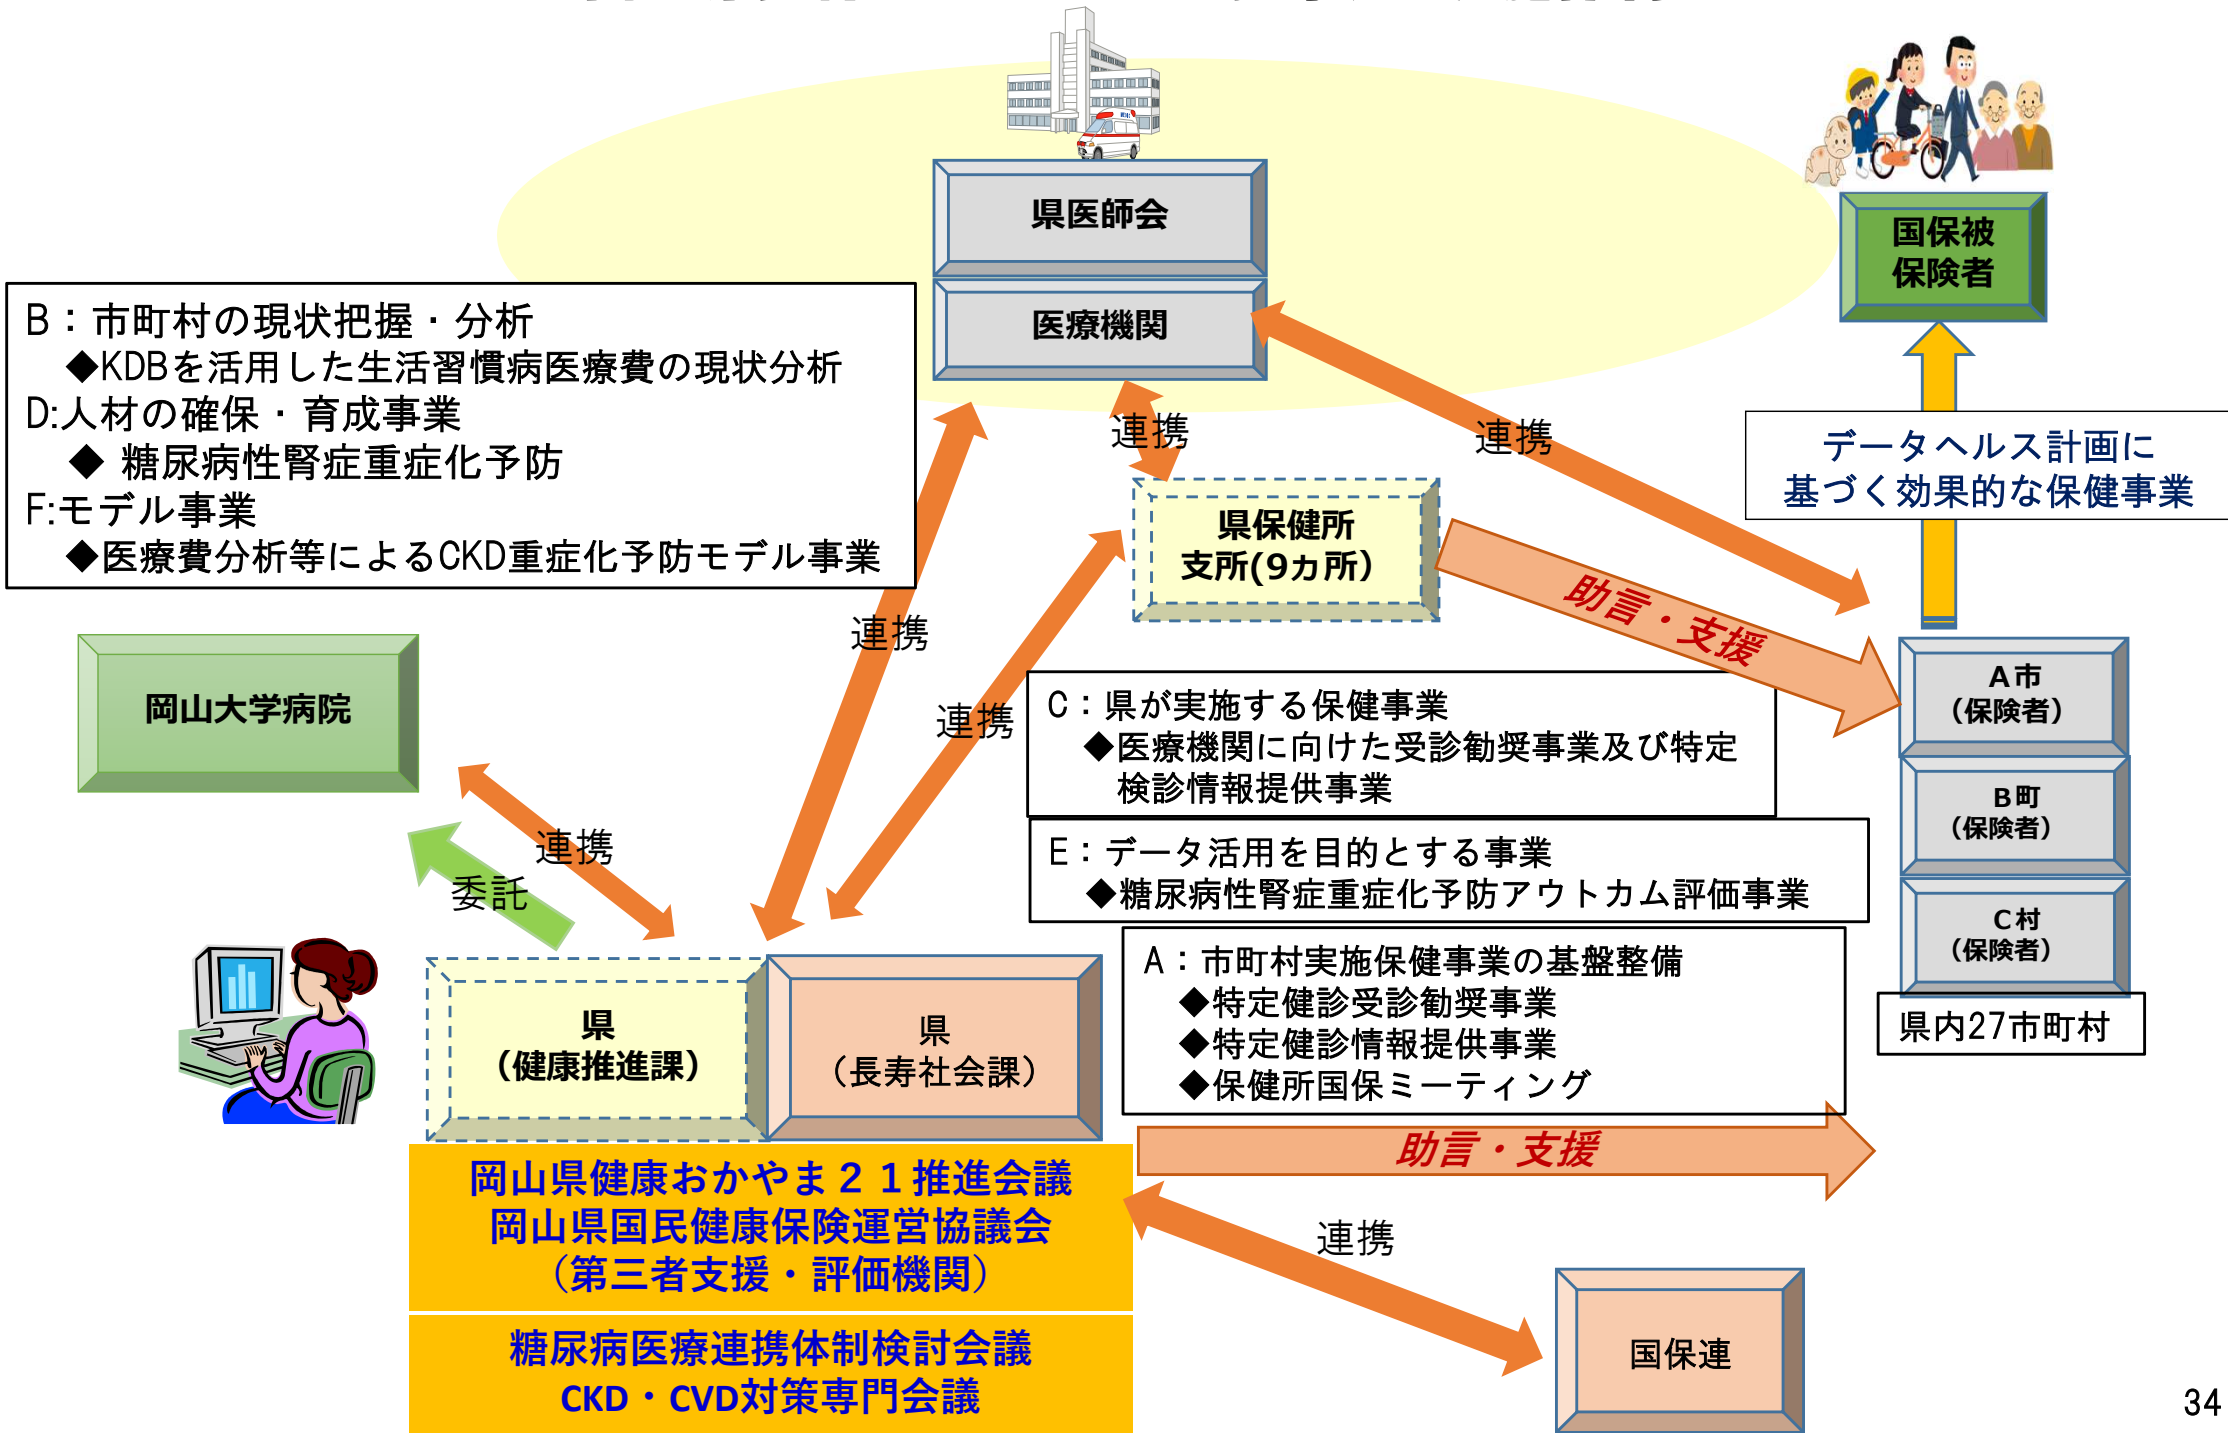 県医師会
医療機関
国保被
保険者
B：市町村の現状把握・分析
◆KDBを活用した生活習慣病医療費の現状分析
D:人材の確保・育成事業
◆ 糖尿病性腎症重症化予防
F:モデル事業
◆医療費分析等によるCKD重症化予防モデル事業
連携
連携
データヘルス計画に
基づく効果的な保健事業
県保健所
支所(9ヵ所）
助言・支援
連携
岡山大学病院
連携
C：県が実施する保健事業
◆医療機関に向けた受診勧奨事業及び特定
検診情報提供事業
A市
（保険者）
B町
（保険者）
C村
（保険者）
県内27市町村
連携
委託
E：データ活用を目的とする事業
◆糖尿病性腎症重症化予防アウトカム評価事業
A：市町村実施保健事業の基盤整備
◆特定健診受診勧奨事業
◆特定健診情報提供事業
◆保健所国保ミーティング
県
（健康推進課）
県
（長寿社会課）
助言・支援
岡山県健康おかやま２１推進会議
岡山県国民健康保険運営協議会
（第三者支援・評価機関）
連携
糖尿病医療連携体制検討会議
CKD・CVD対策専門会議
国保連
34